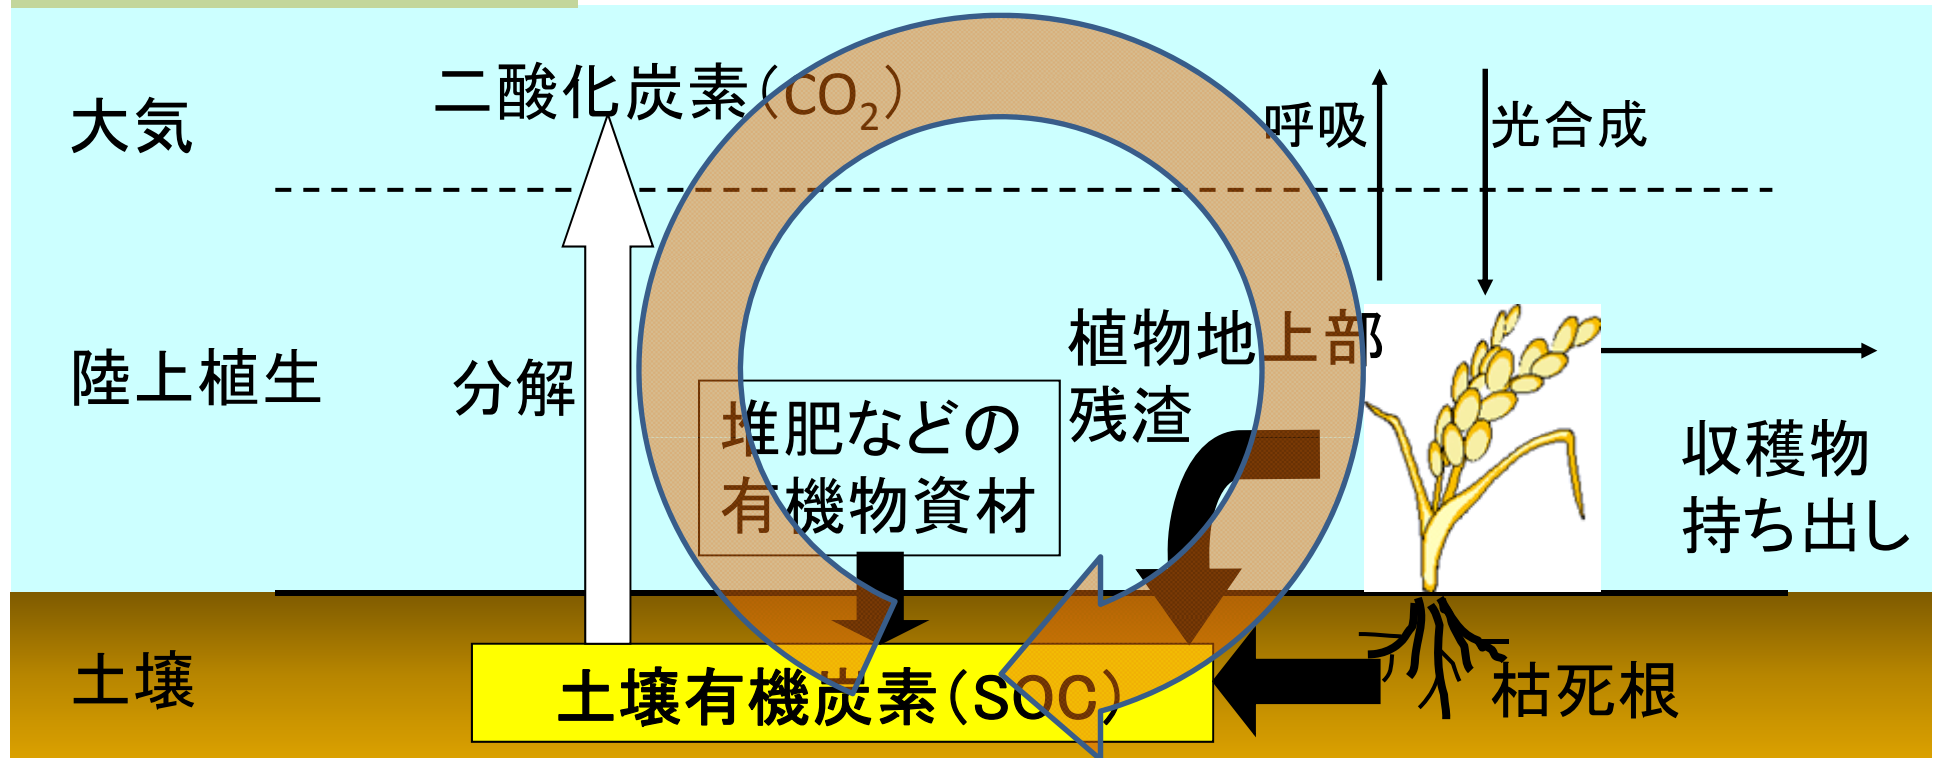 大気
二酸化炭素(CO₂)
呼吸
光合成
陸上植生
分解
植物地上部
残渣
堆肥などの
有機物資材
収穫物
持ち出し
土壌
土壌有機炭素(SOC)
枯死根